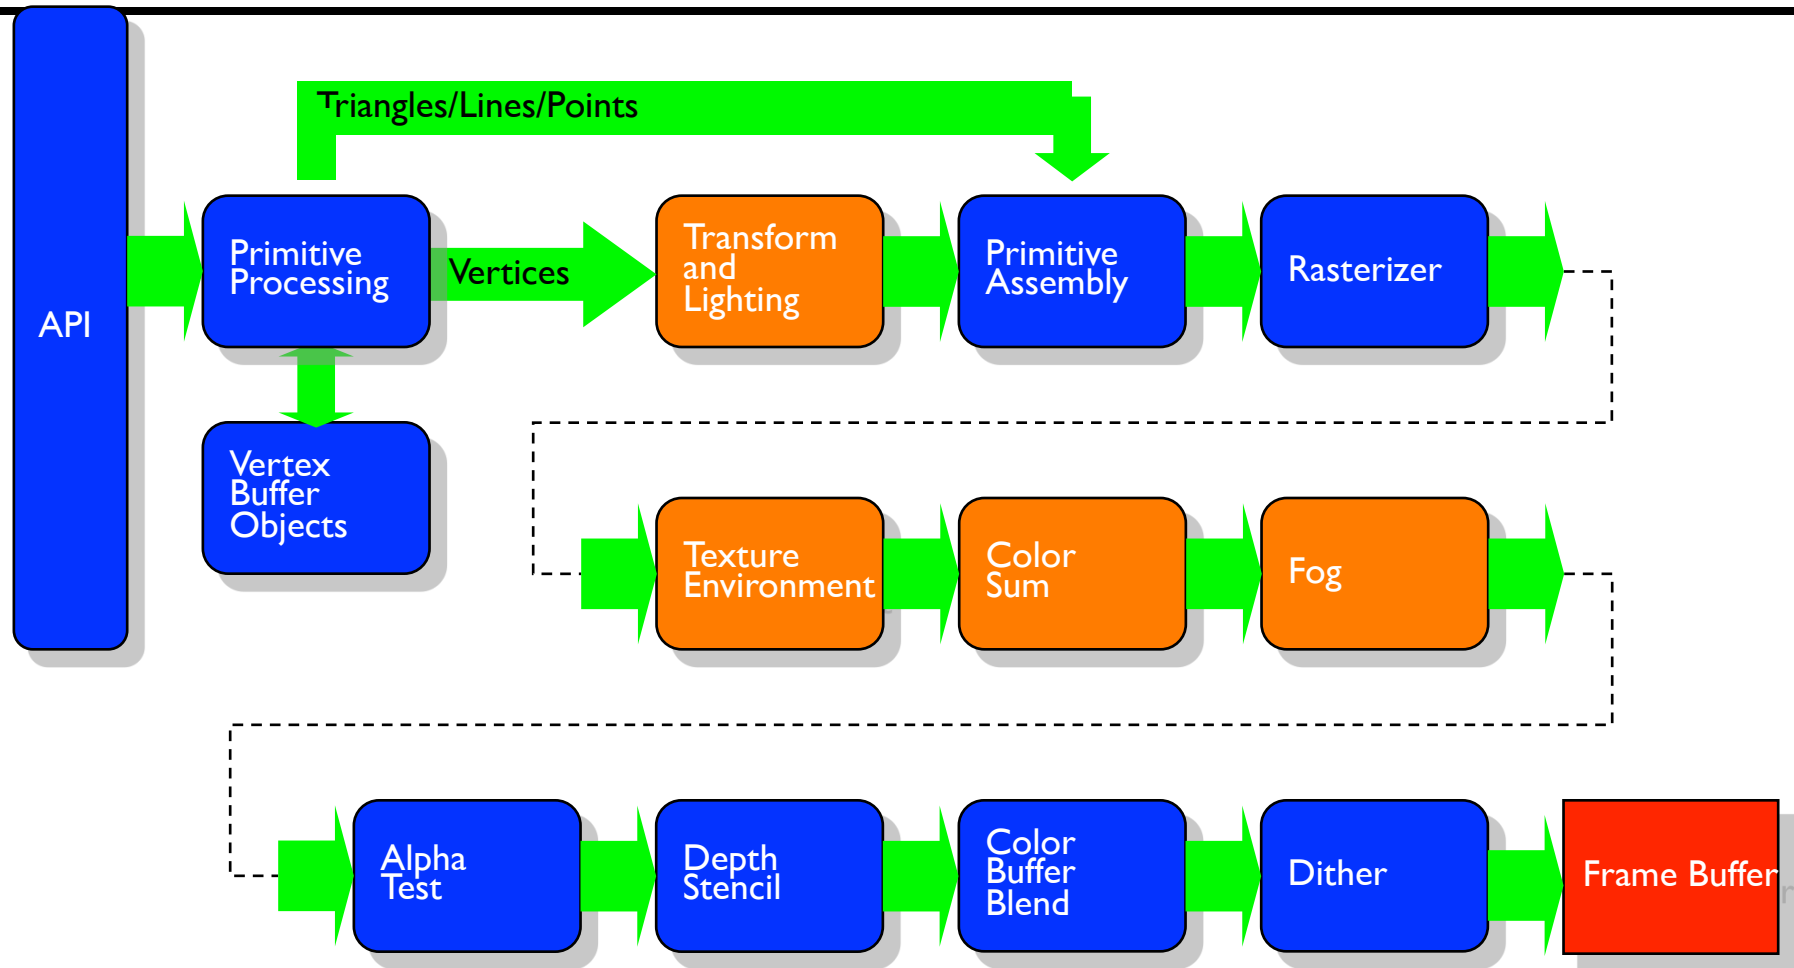 Triangles/Lines/Points
API
Primitive
Processing
Vertices
Transform
and
Lighting
Primitive
Assembly
Rasterizer
Vertex
Buffer
Objects
Texture
Environment
Color
Sum
Fog
Alpha
Test
Depth
Stencil
Color
Buffer
Blend
Dither
Frame Buffer